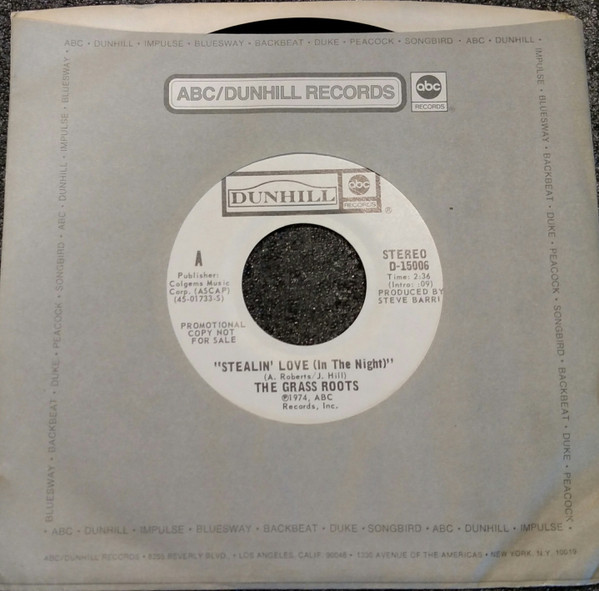 ABC • DUNHILL • IMPULSE • BLUESWAY • BACKBEAT • DUKE • PEACOCK • SONGBIRD • ABC • DUNHILL •
IMPULSE • BLUESWAY • BACKBEAT • DUKE • PEACOCK • SONGBIRD • BACKBEAT • DUKE • PEACOCK •
BLUESWAY • BACKBEAT • DUKE • PEACOCK • SONGBIRD • ABC • DUNHILL • IMPULSE • BLUESWAY •
ABC/DUNHILL RECORDS
abc
RECORDS
DUNHILL
abc
RECORDS
®
A
Publisher:
Colgems Music
Corp. (ASCAP)
(45-01733-S)
PROMOTIONAL
COPY NOT
FOR SALE
STEREO
D-15006
Time: 2:36
(Intro: :09)
PRODUCED BY
STEVE BARRI
"STEALIN' LOVE (In The Night)"
(A. Roberts/J. Hill)
THE GRASS ROOTS
℗1974, ABC
Records, Inc.
• ABC • DUNHILL • IMPULSE • BLUESWAY • BACKBEAT • DUKE • SONGBIRD • ABC • DUNHILL • IMPULSE •
ABC/DUNHILL RECORDS • 8255 BEVERLY BLVD., • LOS ANGELES, CALIF. 90048 • 1330 AVENUE OF THE AMERICAS • NEW YORK, N.Y. 10019